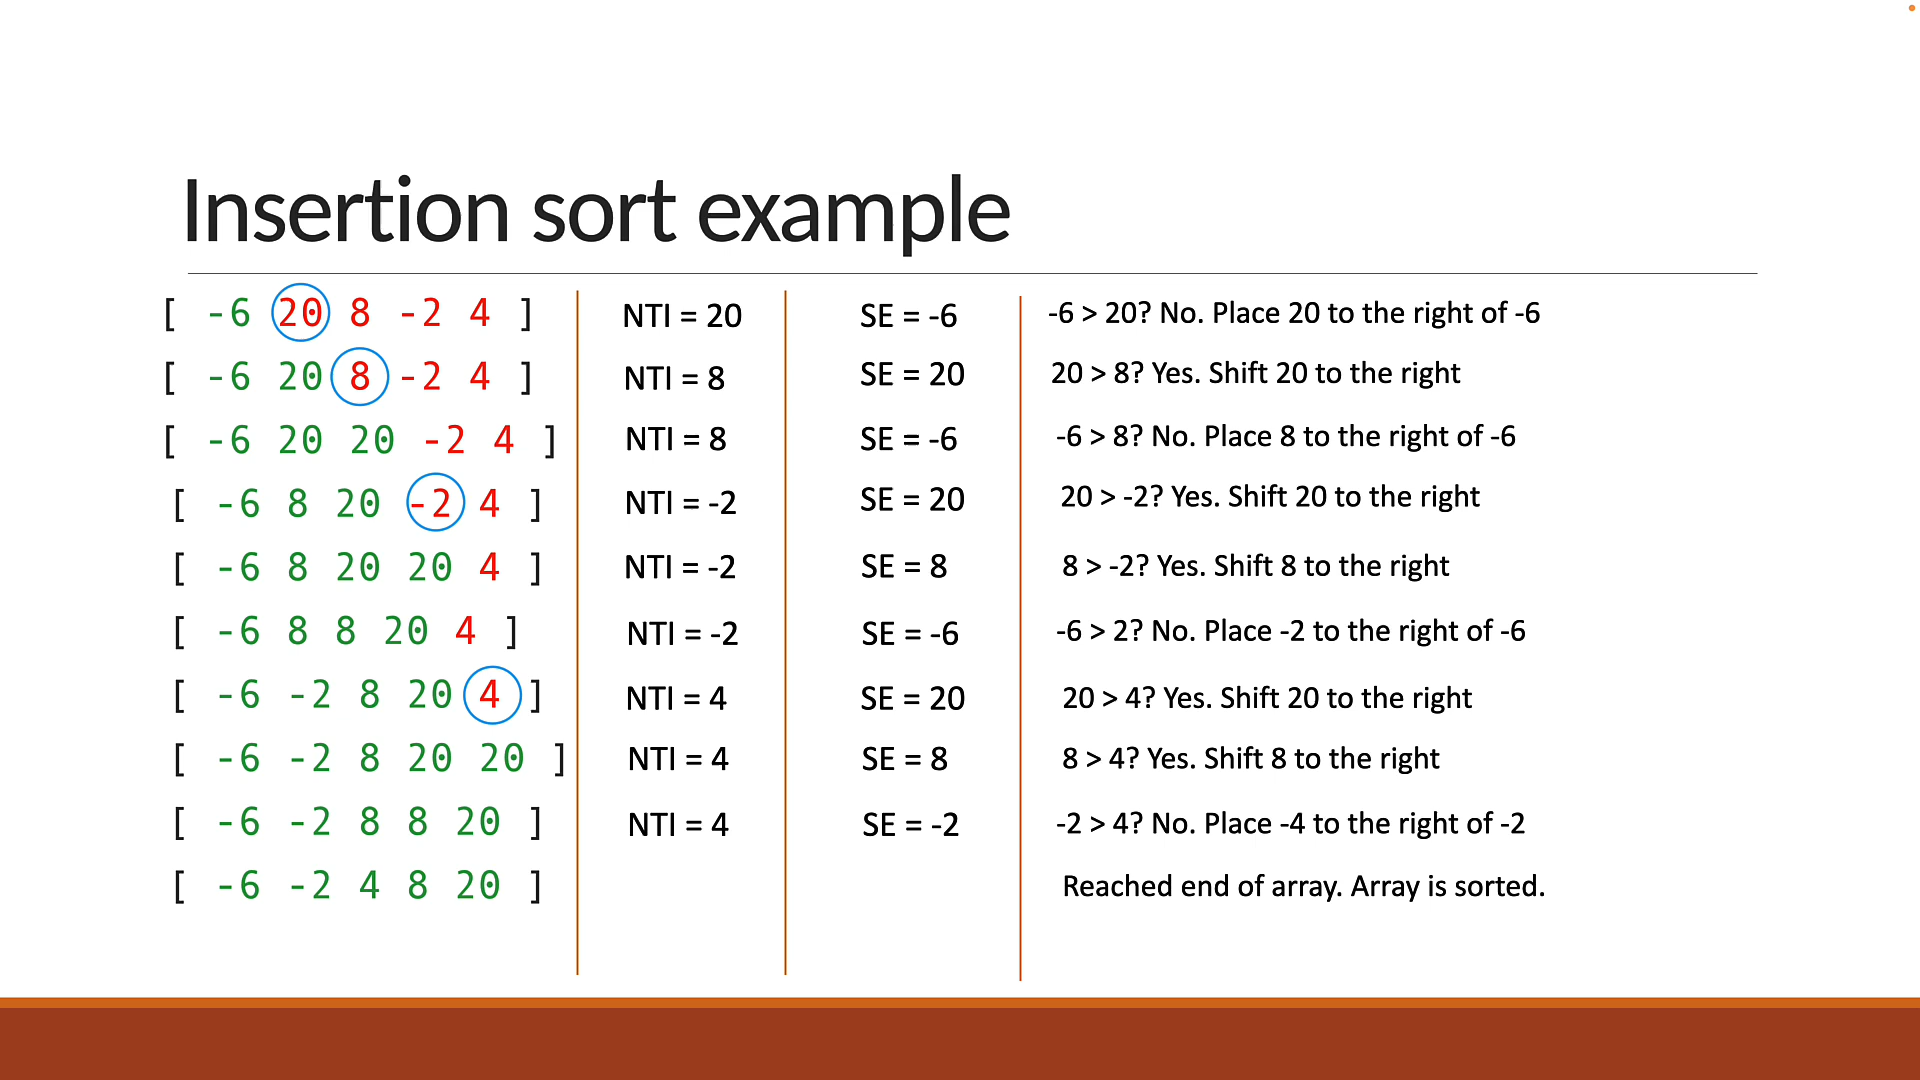 Insertion sort example
[ -6 20 8 -2 4 ] NTI = 20 SE = -6 -6 > 20? No. Place 20 to the right of -6
[ -6 20 8 -2 4 ] NTI = 8 SE = 20 20 > 8? Yes. Shift 20 to the right
[ -6 20 20 -2 4 ] NTI = 8 SE = -6 -6 > 8? No. Place 8 to the right of -6
[ -6 8 20 -2 4 ] NTI = -2 SE = 20 20 > -2? Yes. Shift 20 to the right
[ -6 8 20 20 4 ] NTI = -2 SE = 8 8 > -2? Yes. Shift 8 to the right
[ -6 8 8 20 4 ] NTI = -2 SE = -6 -6 > 2? No. Place -2 to the right of -6
[ -6 -2 8 20 4 ] NTI = 4 SE = 20 20 > 4? Yes. Shift 20 to the right
[ -6 -2 8 20 20 ] NTI = 4 SE = 8 8 > 4? Yes. Shift 8 to the right
[ -6 -2 8 8 20 ] NTI = 4 SE = -2 -2 > 4? No. Place -4 to the right of -2
[ -6 -2 4 8 20 ] Reached end of array. Array is sorted.